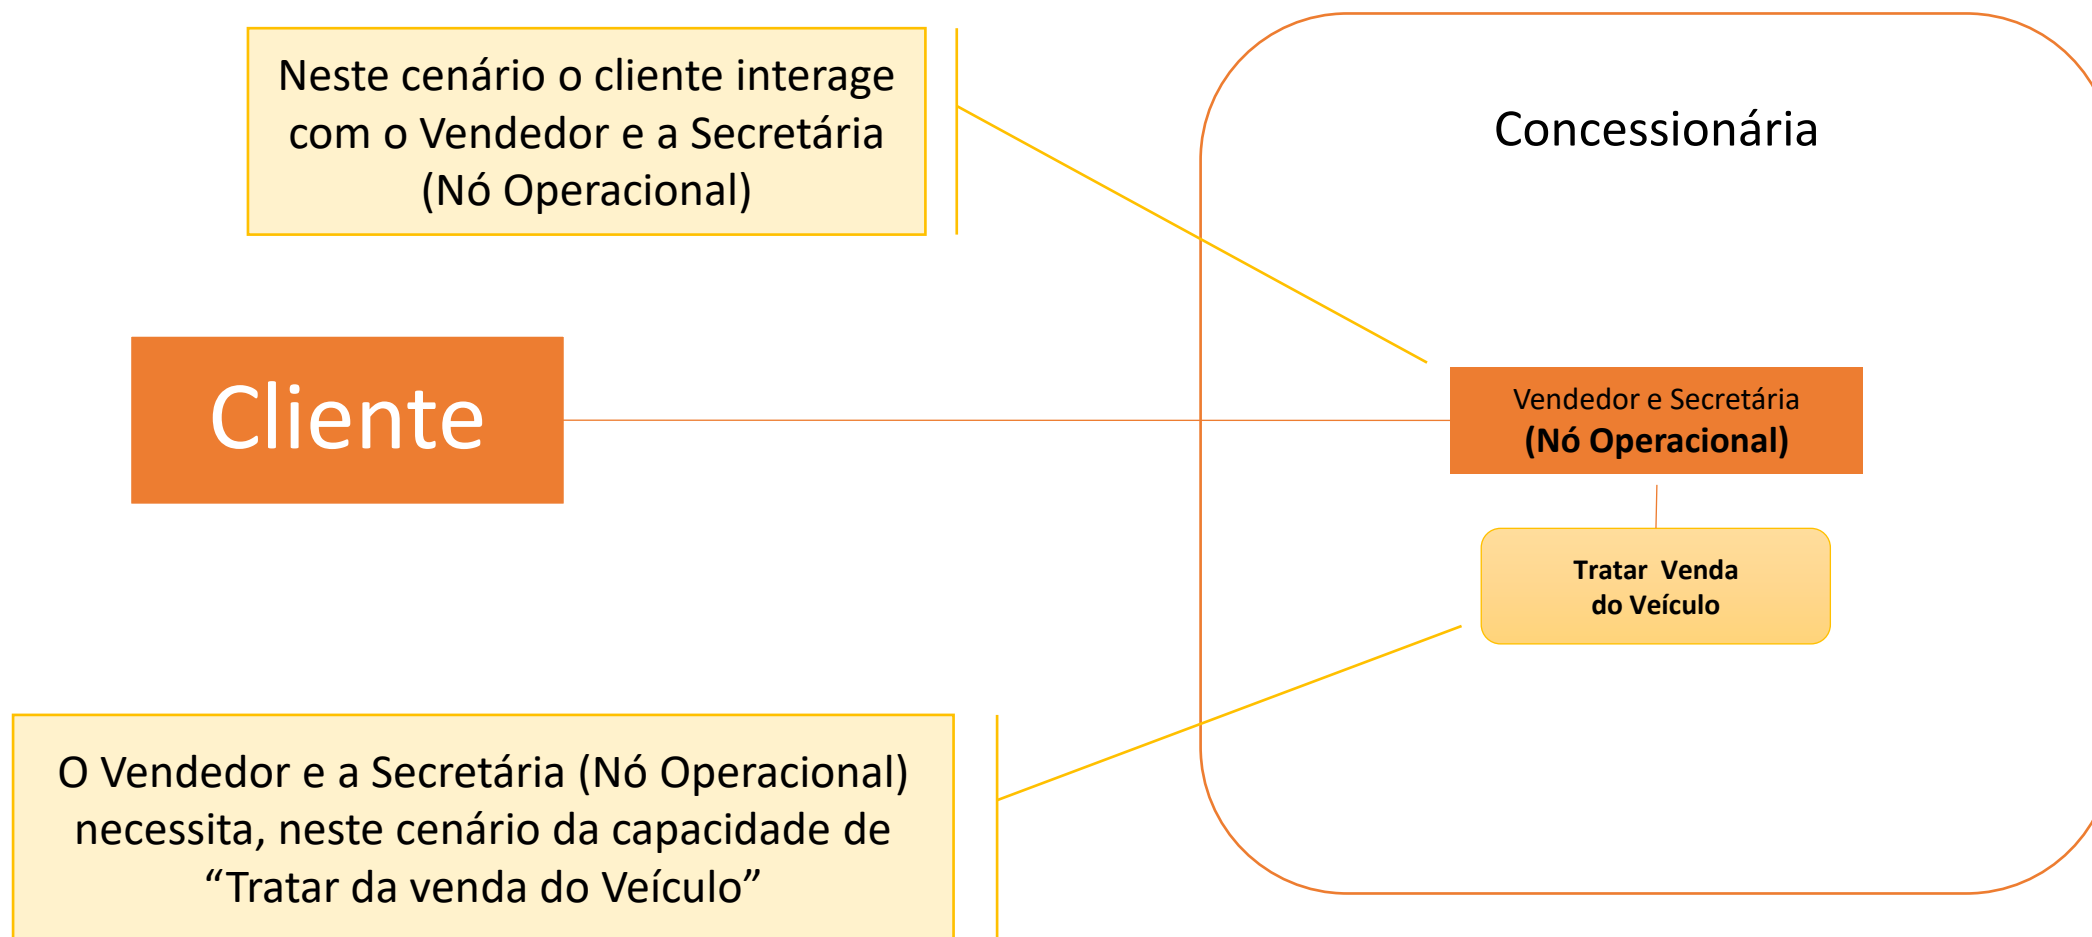 Neste cenário o cliente interage
com o Vendedor e a Secretária
(Nó Operacional)
Concessionária
Cliente
Vendedor e Secretária
(Nó Operacional)
Tratar  Venda
do Veículo
O Vendedor e a Secretária (Nó Operacional)
necessita, neste cenário da capacidade de
“Tratar da venda do Veículo”